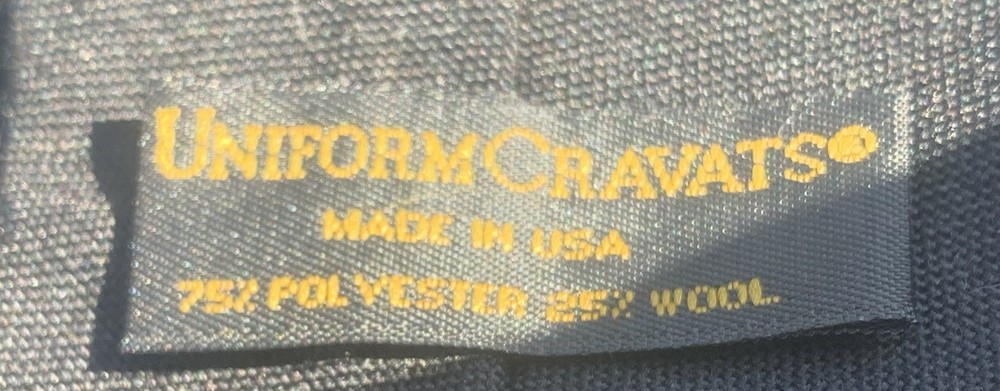 UNIFORMCRAVATS®
MADE IN USA
75% POLYESTER 25% WOOL